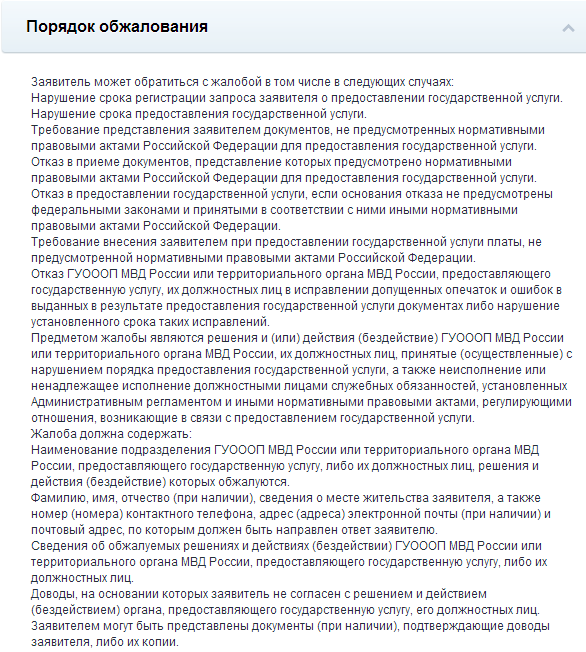 Порядок обжалования
Заявитель может обратиться с жалобой в том числе в следующих случаях:
Нарушение срока регистрации запроса заявителя о предоставлении государственной услуги.
Нарушение срока предоставления государственной услуги.
Требование представления заявителем документов, не предусмотренных нормативными
правовыми актами Российской Федерации для предоставления государственной услуги.
Отказ в приеме документов, представление которых предусмотрено нормативными
правовыми актами Российской Федерации для предоставления государственной услуги.
Отказ в предоставлении государственной услуги, если основания отказа не предусмотрены
федеральными законами и принятыми в соответствии с ними иными нормативными
правовыми актами Российской Федерации.
Требование внесения заявителем при предоставлении государственной услуги платы, не
предусмотренной нормативными правовыми актами Российской Федерации.
Отказ ГУОООП МВД России или территориального органа МВД России, предоставляющего
государственную услугу, их должностных лиц в исправлении допущенных опечаток и ошибок в
выданных в результате предоставления государственной услуги документах либо нарушение
установленного срока таких исправлений.
Предметом жалобы являются решения и (или) действия (бездействие) ГУОООП МВД России
или территориального органа МВД России, их должностных лиц, принятые (осуществленные) с
нарушением порядка предоставления государственной услуги, а также неисполнение или
ненадлежащее исполнение должностными лицами служебных обязанностей, установленных
Административным регламентом и иными нормативными правовыми актами, регулирующими
отношения, возникающие в связи с предоставлением государственной услуги.
Жалоба должна содержать:
Наименование подразделения ГУОООП МВД России или территориального органа МВД
России, предоставляющего государственную услугу, либо их должностных лиц, решения и
действия (бездействие) которых обжалуются.
Фамилию, имя, отчество (при наличии), сведения о месте жительства заявителя, а также
номер (номера) контактного телефона, адрес (адреса) электронной почты (при наличии) и
почтовый адрес, по которым должен быть направлен ответ заявителю.
Сведения об обжалуемых решениях и действиях (бездействии) ГУОООП МВД России или
территориального органа МВД России, предоставляющего государственную услугу, либо их
должностных лиц.
Доводы, на основании которых заявитель не согласен с решением и действием
(бездействием) органа, предоставляющего государственную услугу, его должностных лиц.
Заявителем могут быть представлены документы (при наличии), подтверждающие доводы
заявителя, либо их копии.